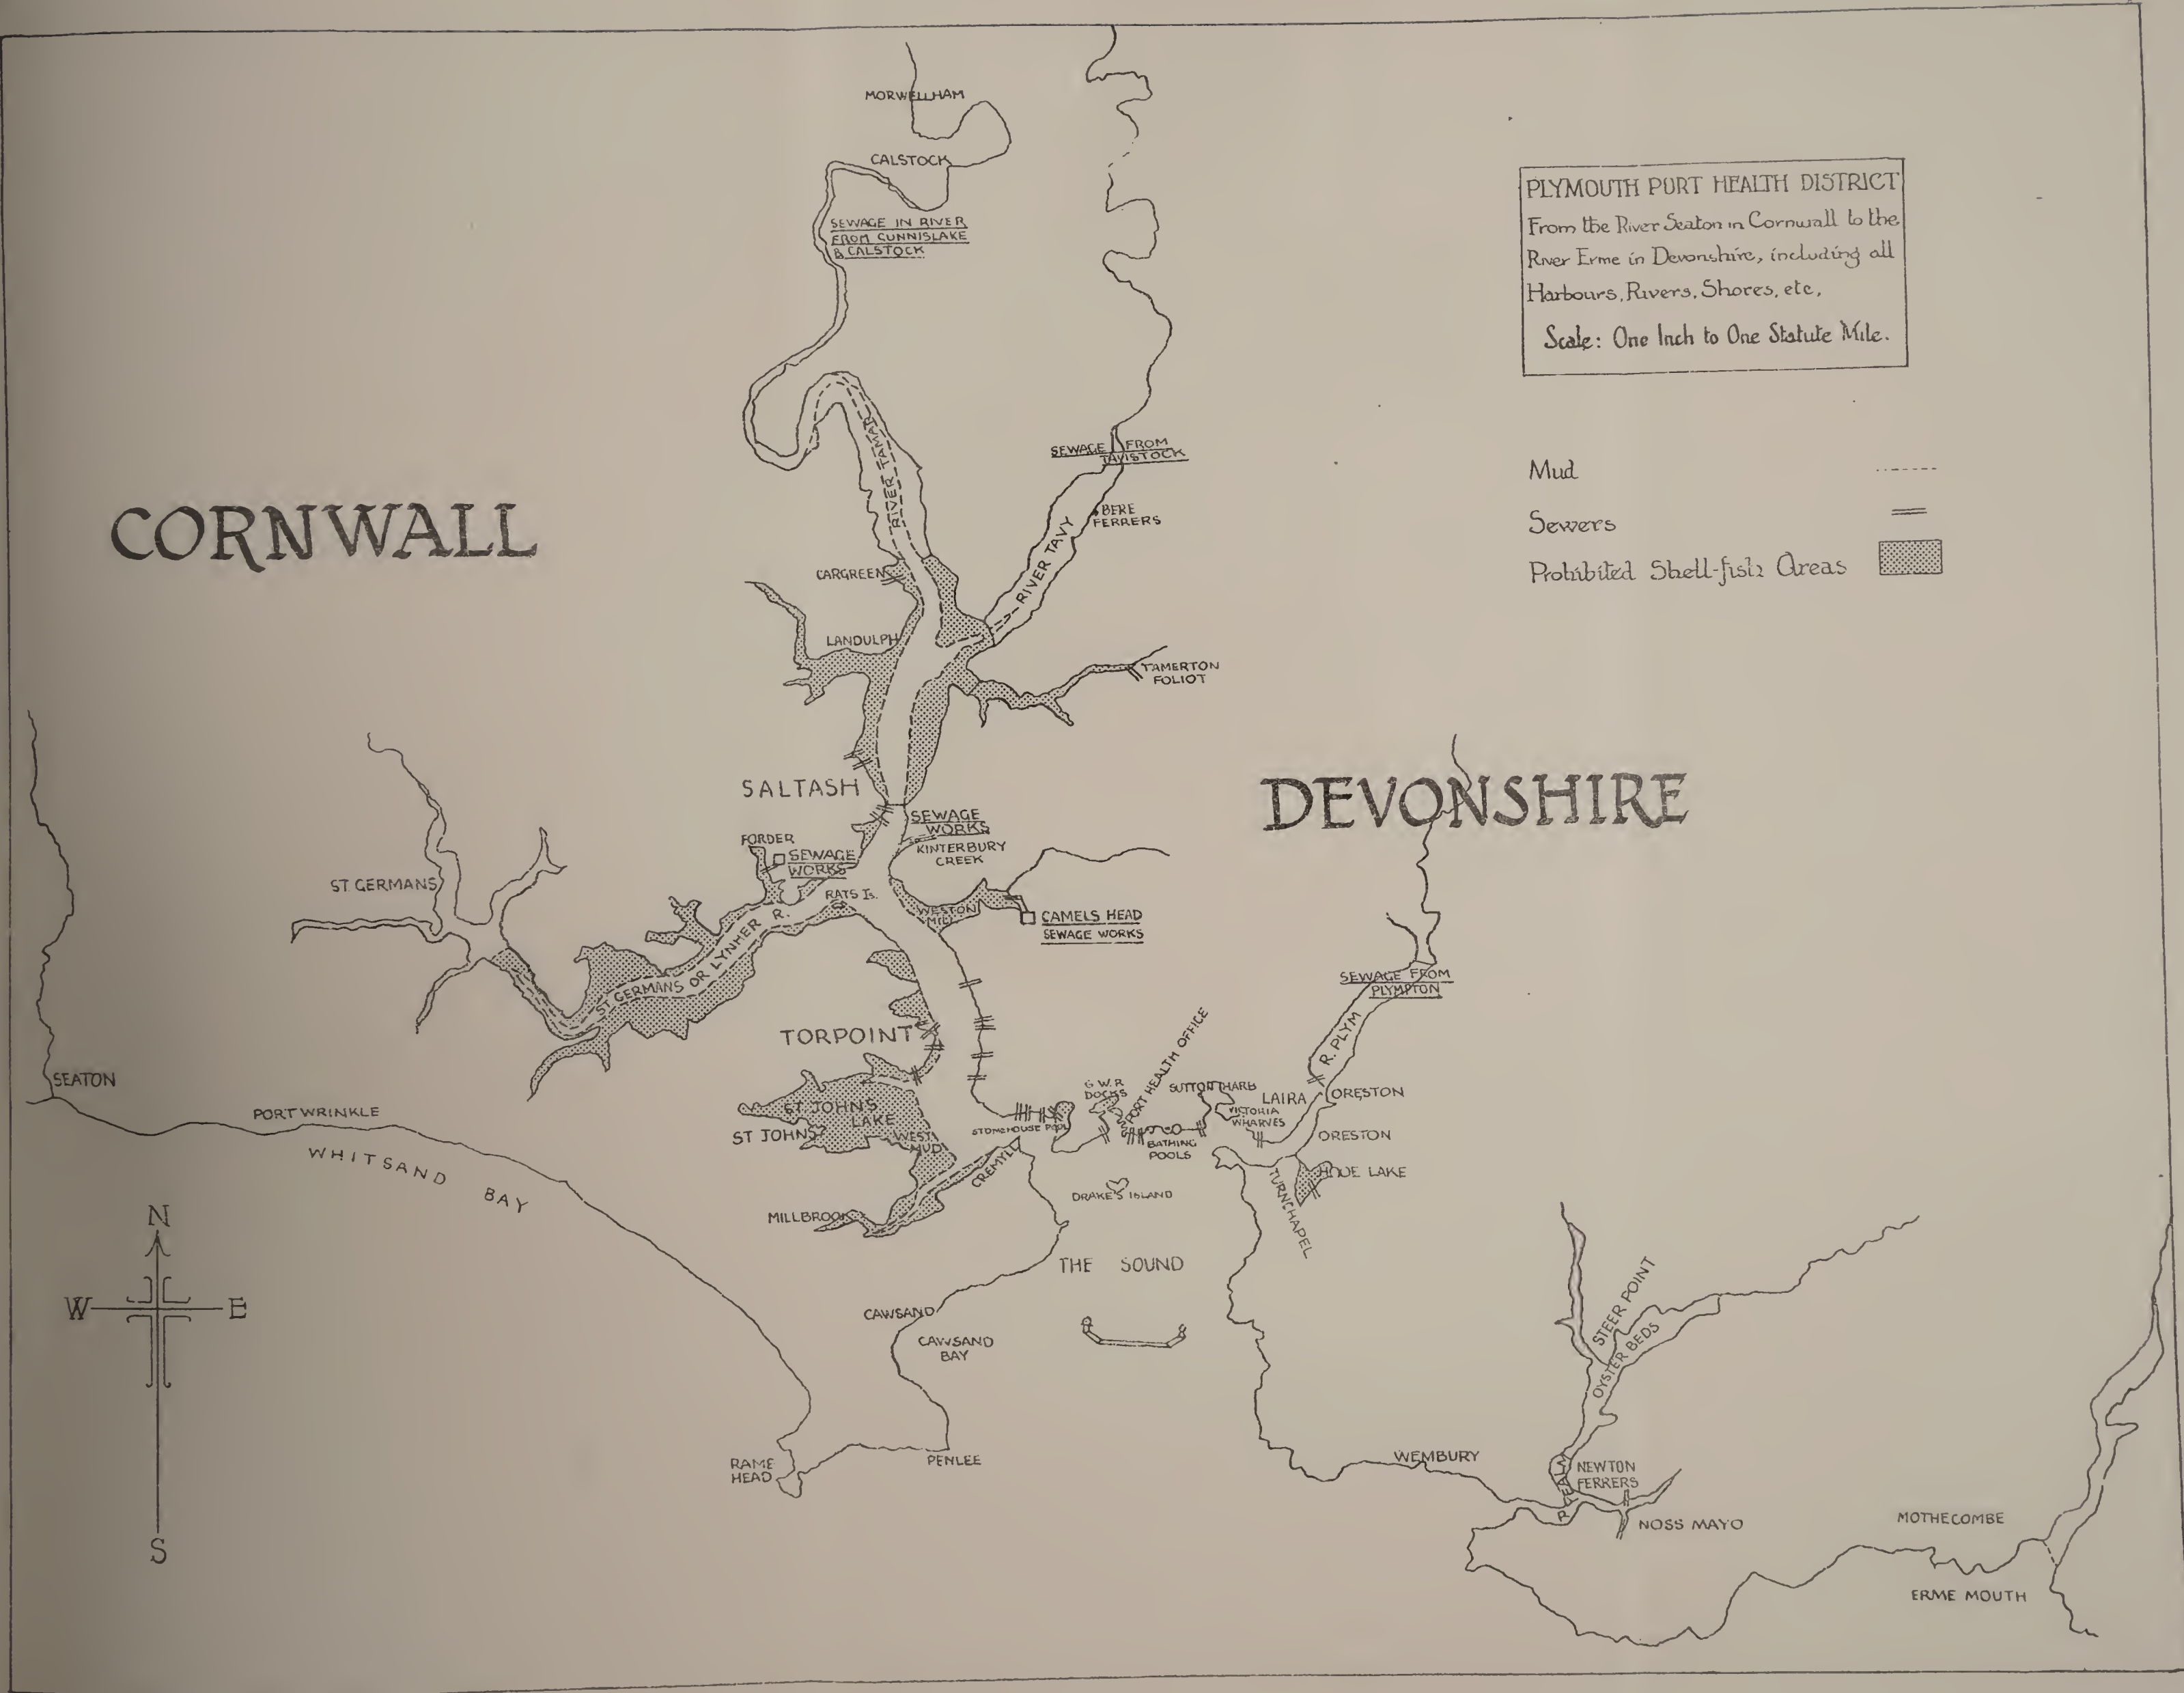 MORWELLHAM
CALSTOCK
SEWAGE IN RIVER
FROM CUNNISLAKE
& CALSTOCK
PLYMOUTH PORT HEALTH DISTRICT
From the River Seaton in Cornwall to the
River Erme in Devonshire, including all
Harbours, Rivers, Shores, etc,
Scale: One Inch to One Statute Mile.
Mud
Sewers
Prohibited Shell-fish Areas
CORNWALL
RIVER TAMAR
SEWAGE FROM
TAVISTOCK
BERE
FERRERS
RIVER TAVY
CARGREEN
LANDULPH
TAMERTON
FOLIOT
SALTASH
DEVONSHIRE
SEWAGE
WORKS
KINTERBURY
CREEK
FORDER
SEWAGE
WORKS
ST GERMANS
RATS Is.
WESTON
MILL
CAMELS HEAD
SEWAGE WORKS
ST GERMANS OR LYNHER R.
SEWAGE FROM
PLYMPTON
TORPOINT
R. PLYM
SEATON
PORTWRINKLE
WHITSAND BAY
ST JOHNS
LAKE
ST JOHNS
WEST
MUD
STONEHOUSE POOL
G.W.R
DOCKS
PORT HEALTH OFFICE
SUTTON HARB
LAIRA
ORESTON
VICTORIA
WHARVES
BATHING
POOLS
ORESTON
HOOE LAKE
TURNCHAPEL
CREMYLL
DRAKE'S ISLAND
MILLBROOK
THE SOUND
CAWSAND
CAWSAND
BAY
N
W
E
S
STEER POINT
OYSTER BEDS
RAME
HEAD
PENLEE
WEMBURY
R. YEALM
NEWTON
FERRERS
NOSS MAYO
MOTHECOMBE
ERME MOUTH